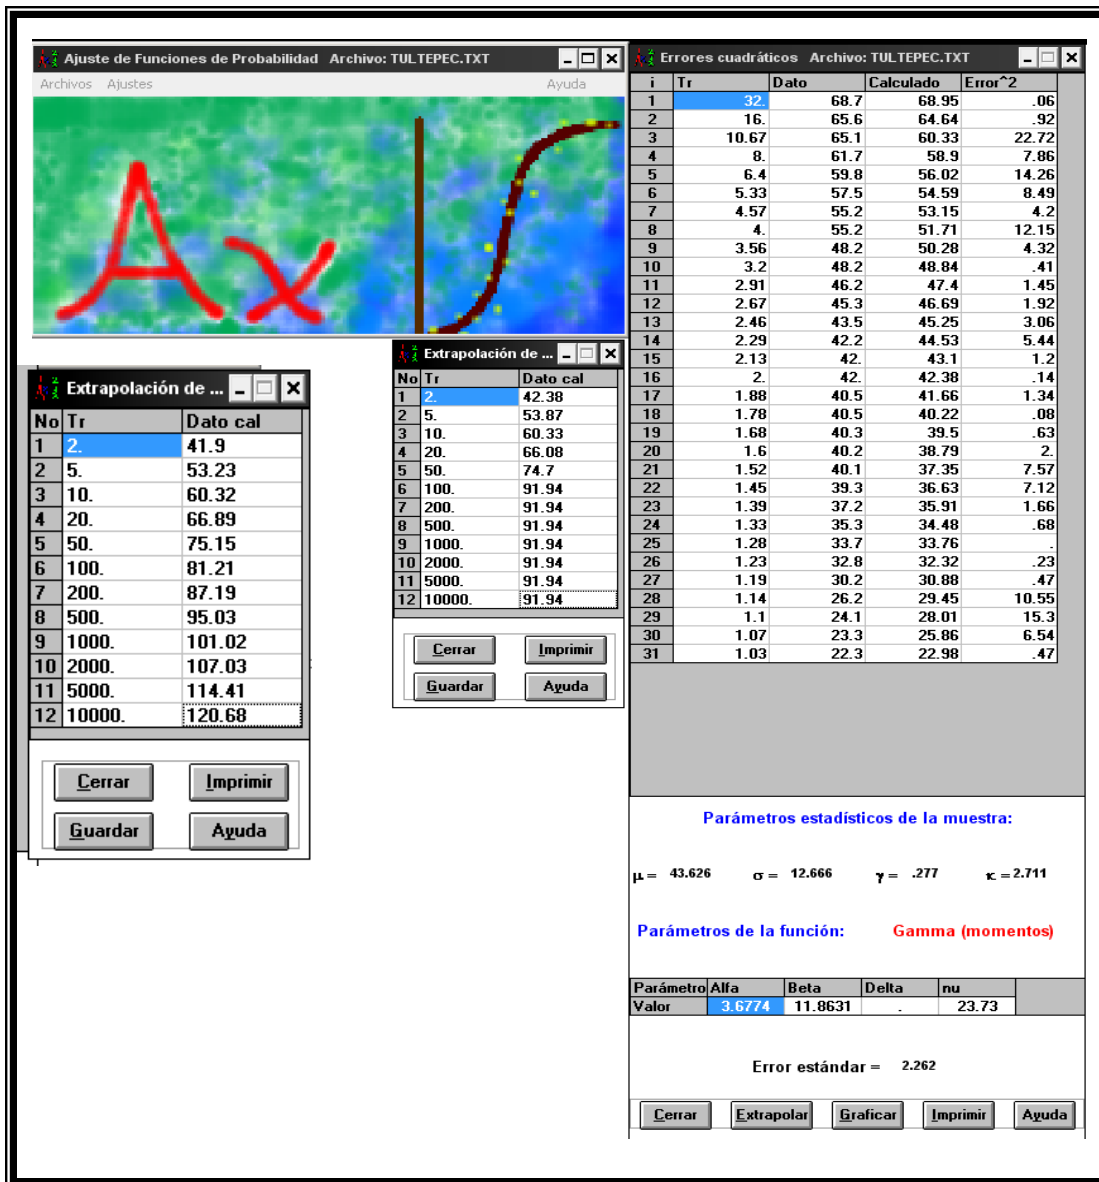 Ajuste de Funciones de Probabilidad Archivo: TULTEPEC.TXT
Archivos Ajustes Ayuda
Ax
Extrapolación de ...
No Tr Dato cal
1 2. 41.9
2 5. 53.23
3 10. 60.32
4 20. 66.89
5 50. 75.15
6 100. 81.21
7 200. 87.19
8 500. 95.03
9 1000. 101.02
10 2000. 107.03
11 5000. 114.41
12 10000. 120.68
Cerrar Imprimir
Guardar Ayuda
Extrapolación de ...
No Tr Dato cal
1 2. 42.38
2 5. 53.87
3 10. 60.33
4 20. 66.08
5 50. 74.7
6 100. 91.94
7 200. 91.94
8 500. 91.94
9 1000. 91.94
10 2000. 91.94
11 5000. 91.94
12 10000. 91.94
Cerrar Imprimir
Guardar Ayuda
Errores cuadráticos Archivo: TULTEPEC.TXT
i Tr Dato Calculado Error^2
1 32. 68.7 68.95 .06
2 16. 65.6 64.64 .92
3 10.67 65.1 60.33 22.72
4 8. 61.7 58.9 7.86
5 6.4 59.8 56.02 14.26
6 5.33 57.5 54.59 8.49
7 4.57 55.2 53.15 4.2
8 4. 55.2 51.71 12.15
9 3.56 48.2 50.28 4.32
10 3.2 48.2 48.84 .41
11 2.91 46.2 47.4 1.45
12 2.67 45.3 46.69 1.92
13 2.46 43.5 45.25 3.06
14 2.29 42.2 44.53 5.44
15 2.13 42. 43.1 1.2
16 2. 42. 42.38 .14
17 1.88 40.5 41.66 1.34
18 1.78 40.5 40.22 .08
19 1.68 40.3 39.5 .63
20 1.6 40.2 38.79 2.
21 1.52 40.1 37.35 7.57
22 1.45 39.3 36.63 7.12
23 1.39 37.2 35.91 1.66
24 1.33 35.3 34.48 .68
25 1.28 33.7 33.76 .
26 1.23 32.8 32.32 .23
27 1.19 30.2 30.88 .47
28 1.14 26.2 29.45 10.55
29 1.1 24.1 28.01 15.3
30 1.07 23.3 25.86 6.54
31 1.03 22.3 22.98 .47
Parámetros estadísticos de la muestra:
μ = 43.626 σ = 12.666 γ = .277 κ = 2.711
Parámetros de la función: Gamma (momentos)
Parámetro Alfa Beta Delta nu
Valor 3.6774 11.8631 . 23.73
Error estándar = 2.262
Cerrar Extrapolar Graficar Imprimir Ayuda